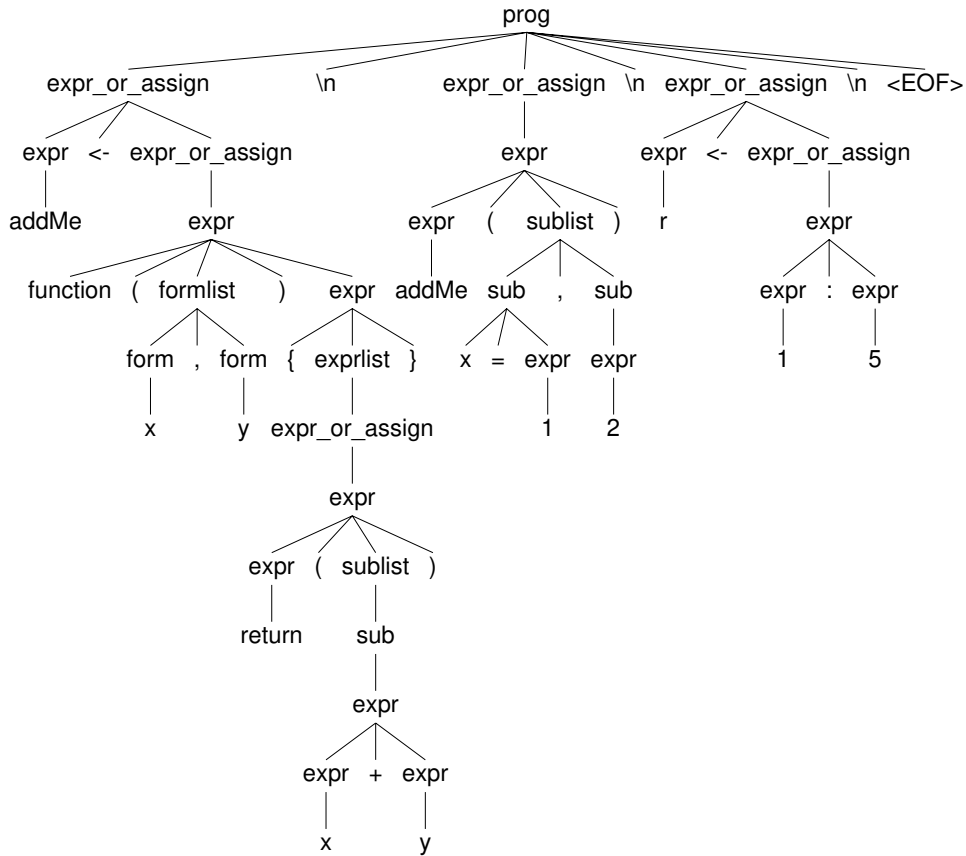 prog
expr_or_assign \n expr_or_assign \n expr_or_assign \n <EOF>
expr <- expr_or_assign expr expr <- expr_or_assign
addMe expr expr ( sublist ) r expr
function ( formlist ) expr addMe sub , sub expr : expr
form , form { exprlist } x = expr expr 1 5
x y expr_or_assign 1 2
expr
expr ( sublist )
return sub
expr
expr + expr
x y